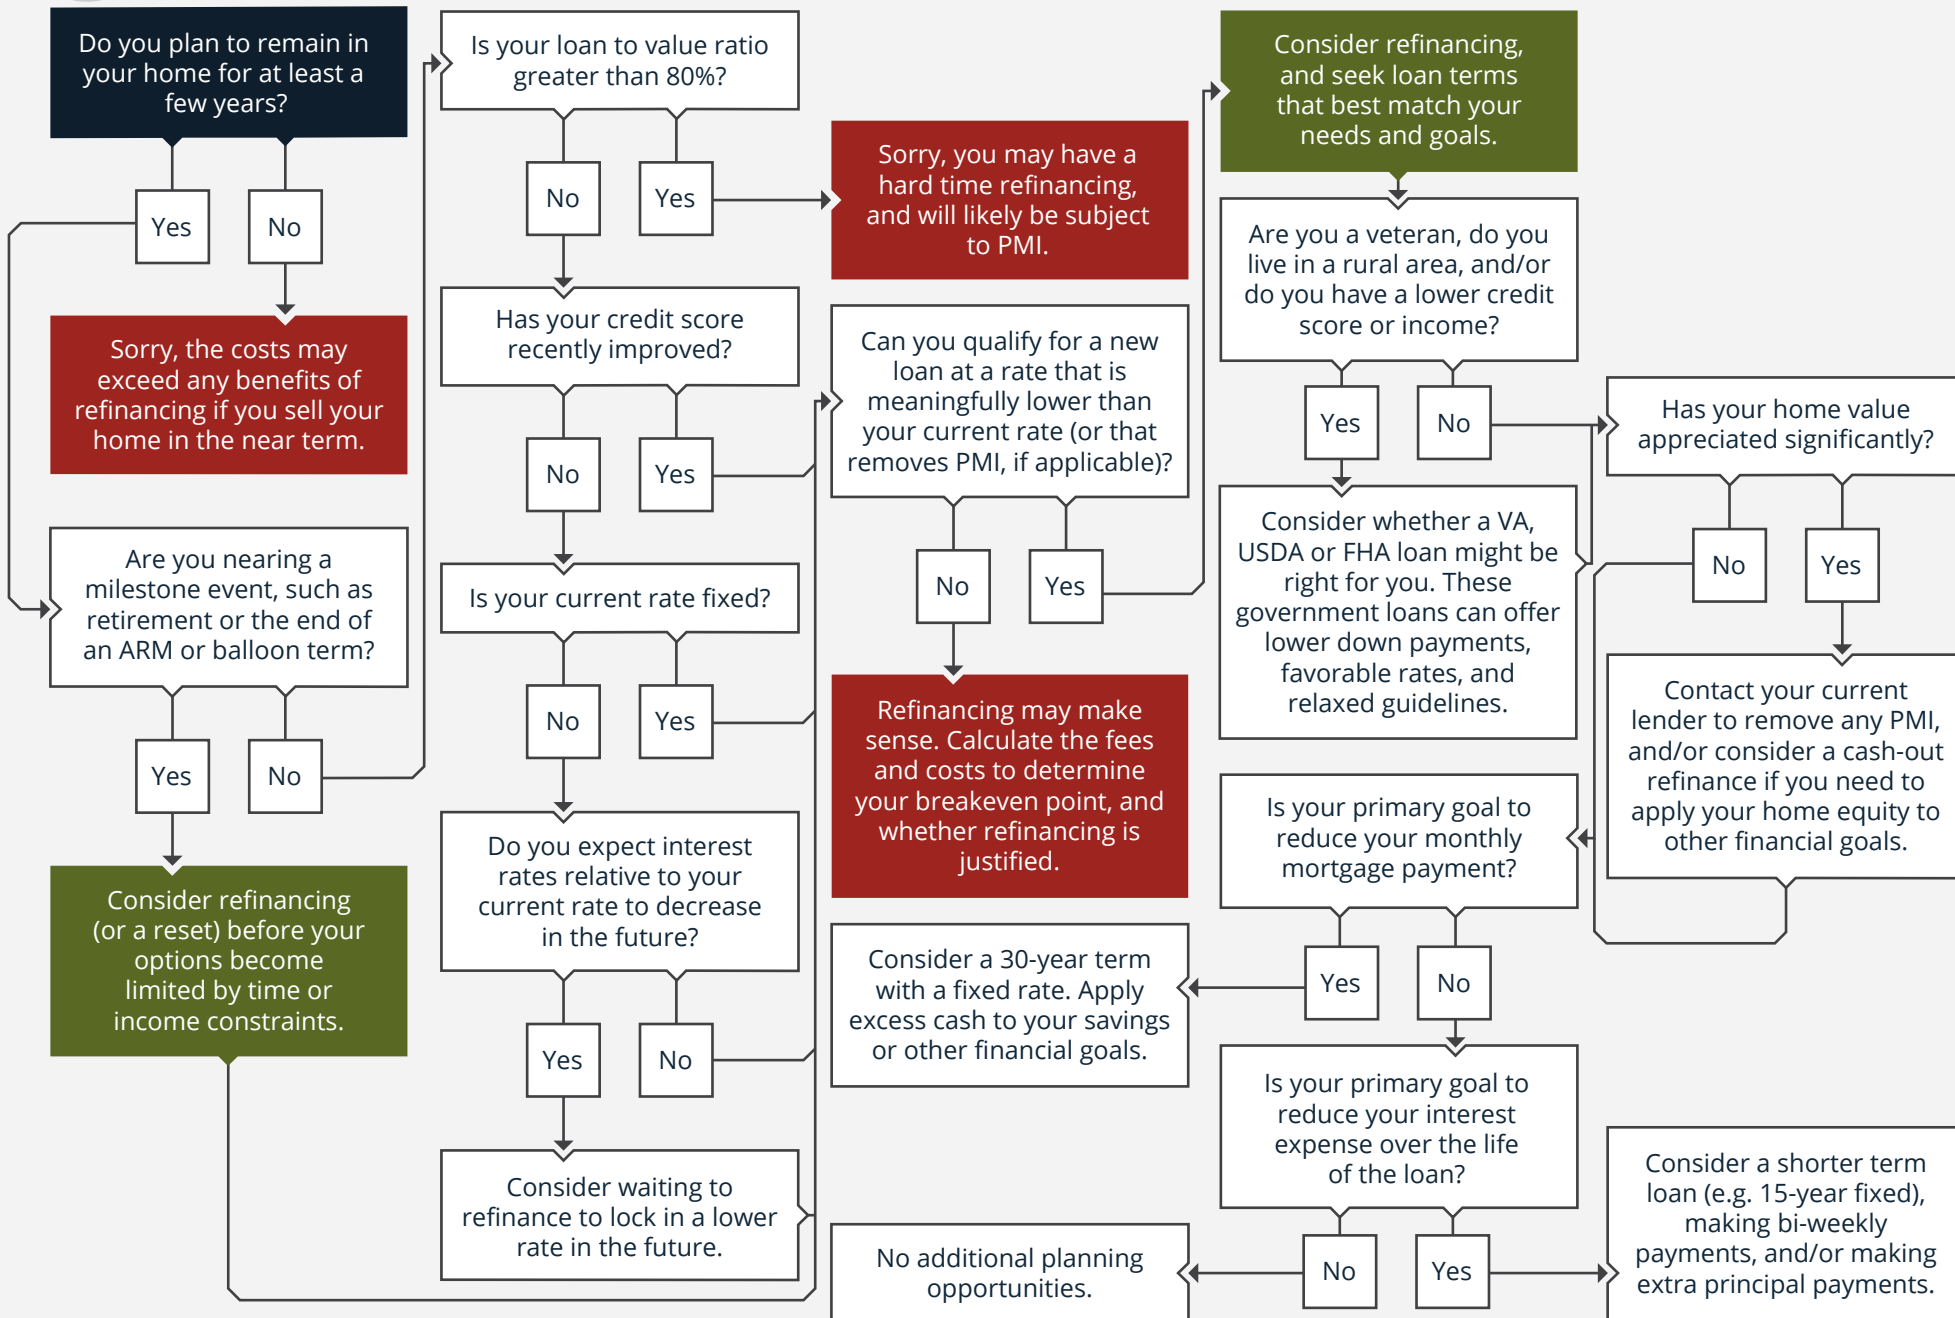 Do you plan to remain in
your home for at least a
few years?
Yes
No
Sorry, the costs may
exceed any benefits of
refinancing if you sell your
home in the near term.
Are you nearing a
milestone event, such as
retirement or the end of
an ARM or balloon term?
Yes
No
Consider refinancing
(or a reset) before your
options become
limited by time or
income constraints.
Is your loan to value ratio
greater than 80%?
No
Yes
Has your credit score
recently improved?
No
Yes
Is your current rate fixed?
No
Yes
Do you expect interest
rates relative to your
current rate to decrease
in the future?
Yes
No
Consider waiting to
refinance to lock in a lower
rate in the future.
Sorry, you may have a
hard time refinancing,
and will likely be subject
to PMI.
Can you qualify for a new
loan at a rate that is
meaningfully lower than
your current rate (or that
removes PMI, if applicable)?
No
Yes
Refinancing may make
sense. Calculate the fees
and costs to determine
your breakeven point, and
whether refinancing is
justified.
Consider a 30-year term
with a fixed rate. Apply
excess cash to your savings
or other financial goals.
No additional planning
opportunities.
Consider refinancing,
and seek loan terms
that best match your
needs and goals.
Are you a veteran, do you
live in a rural area, and/or
do you have a lower credit
score or income?
Yes
No
Consider whether a VA,
USDA or FHA loan might be
right for you. These
government loans can offer
lower down payments,
favorable rates, and
relaxed guidelines.
Is your primary goal to
reduce your monthly
mortgage payment?
Yes
No
Is your primary goal to
reduce your interest
expense over the life
of the loan?
No
Yes
Has your home value
appreciated significantly?
No
Yes
Contact your current
lender to remove any PMI,
and/or consider a cash-out
refinance if you need to
apply your home equity to
other financial goals.
Consider a shorter term
loan (e.g. 15-year fixed),
making bi-weekly
payments, and/or making
extra principal payments.